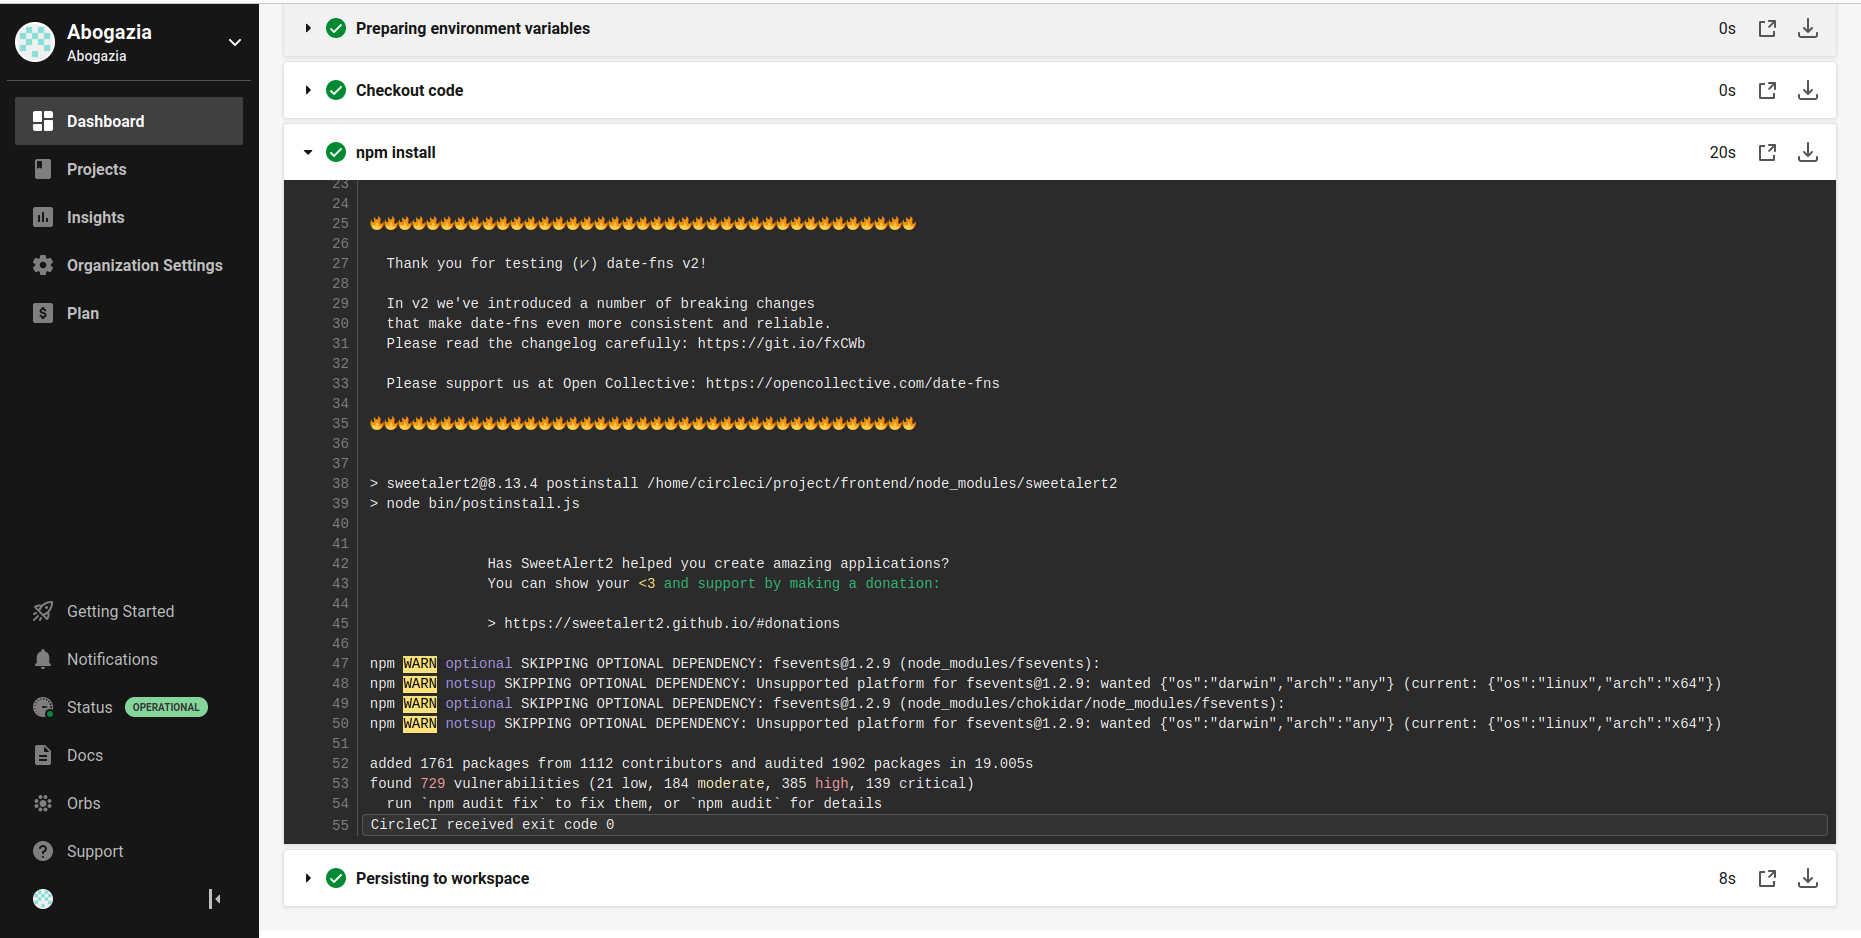 Abogazia
Abogazia
Dashboard
Projects
Insights
Organization Settings
Plan
Getting Started
Notifications
Status OPERATIONAL
Docs
Orbs
Support
Preparing environment variables 0s
Checkout code 0s
npm install 20s
23
24
25 🔥🔥🔥🔥🔥🔥🔥🔥🔥🔥🔥🔥🔥🔥🔥🔥🔥🔥🔥🔥🔥🔥🔥🔥🔥🔥🔥🔥🔥🔥🔥🔥🔥🔥🔥🔥🔥🔥🔥
26
27 Thank you for testing (✓) date-fns v2!
28
29 In v2 we've introduced a number of breaking changes
30 that make date-fns even more consistent and reliable.
31 Please read the changelog carefully: https://git.io/fxCWb
32
33 Please support us at Open Collective: https://opencollective.com/date-fns
34
35 🔥🔥🔥🔥🔥🔥🔥🔥🔥🔥🔥🔥🔥🔥🔥🔥🔥🔥🔥🔥🔥🔥🔥🔥🔥🔥🔥🔥🔥🔥🔥🔥🔥🔥🔥🔥🔥🔥🔥
36
37
38 > sweetalert2@8.13.4 postinstall /home/circleci/project/frontend/node_modules/sweetalert2
39 > node bin/postinstall.js
40
41
42 Has SweetAlert2 helped you create amazing applications?
43 You can show your <3 and support by making a donation:
44
45 > https://sweetalert2.github.io/#donations
46
47 npm WARN optional SKIPPING OPTIONAL DEPENDENCY: fsevents@1.2.9 (node_modules/fsevents):
48 npm WARN notsup SKIPPING OPTIONAL DEPENDENCY: Unsupported platform for fsevents@1.2.9: wanted {"os":"darwin","arch":"any"} (current: {"os":"linux","arch":"x64"})
49 npm WARN optional SKIPPING OPTIONAL DEPENDENCY: fsevents@1.2.9 (node_modules/chokidar/node_modules/fsevents):
50 npm WARN notsup SKIPPING OPTIONAL DEPENDENCY: Unsupported platform for fsevents@1.2.9: wanted {"os":"darwin","arch":"any"} (current: {"os":"linux","arch":"x64"})
51
52 added 1761 packages from 1112 contributors and audited 1902 packages in 19.005s
53 found 729 vulnerabilities (21 low, 184 moderate, 385 high, 139 critical)
54 run `npm audit fix` to fix them, or `npm audit` for details
55 CircleCI received exit code 0
Persisting to workspace 8s